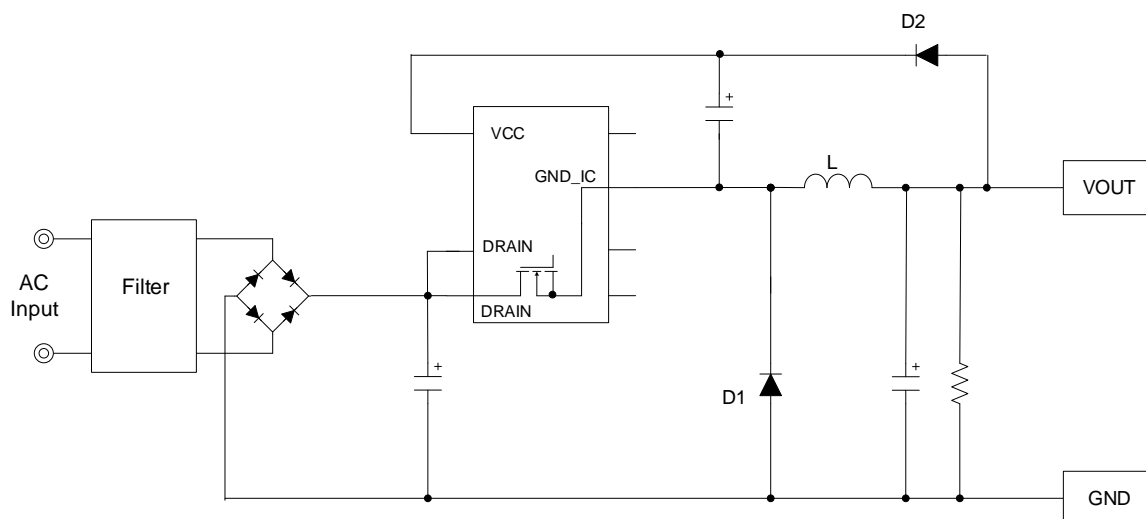 D2
VCC
GND_IC
L
VOUT
DRAIN
AC
Input
Filter
DRAIN
D1
GND
+
+
+